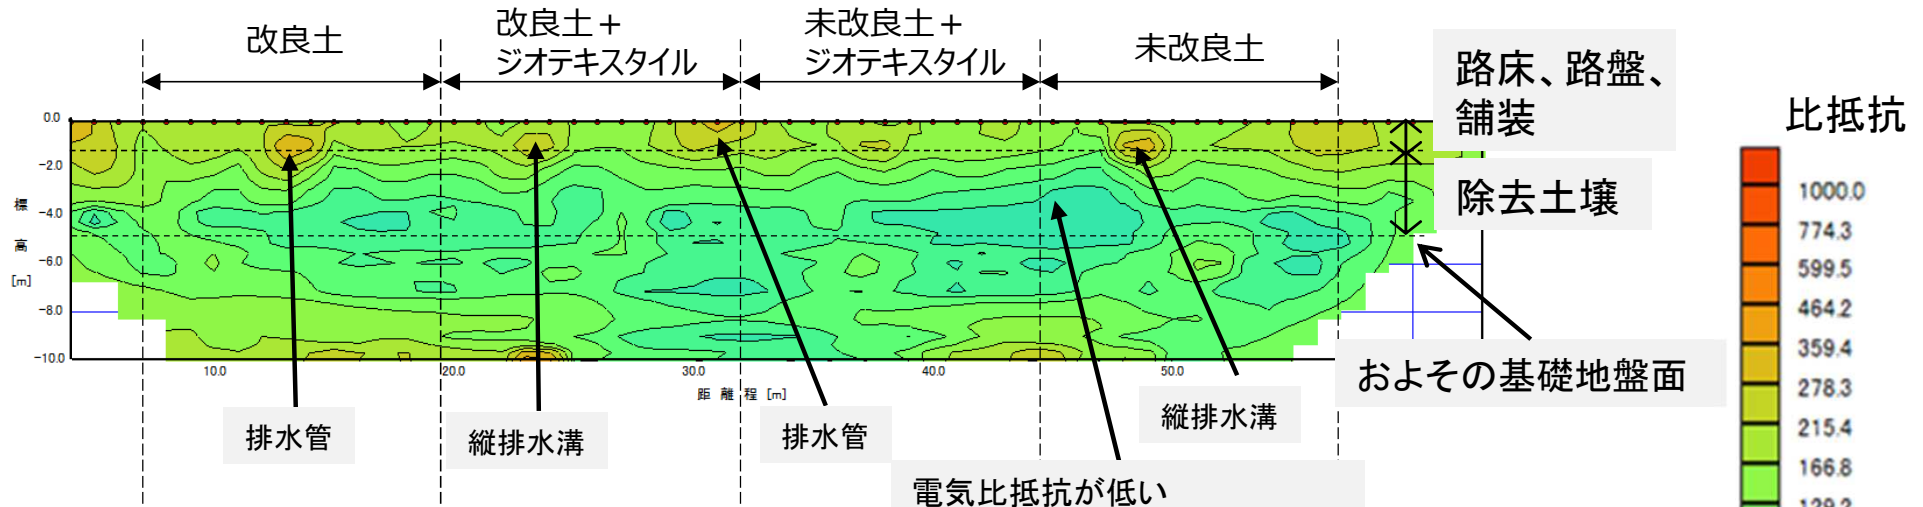 改良土
改良土+
ジオテキスタイル
未改良土+
ジオテキスタイル
未改良土
路床、路盤、
舗装
除去土壌
およその基礎地盤面
比抵抗
1000.0
774.3
599.5
464.2
359.4
278.3
215.4
166.8
129.2
0.0
-2.0
-4.0
-6.0
-8.0
-10.0
標
高
[m]
10.0
20.0
30.0
40.0
50.0
距 離 程 [m]
排水管
縦排水溝
排水管
縦排水溝
電気比抵抗が低い